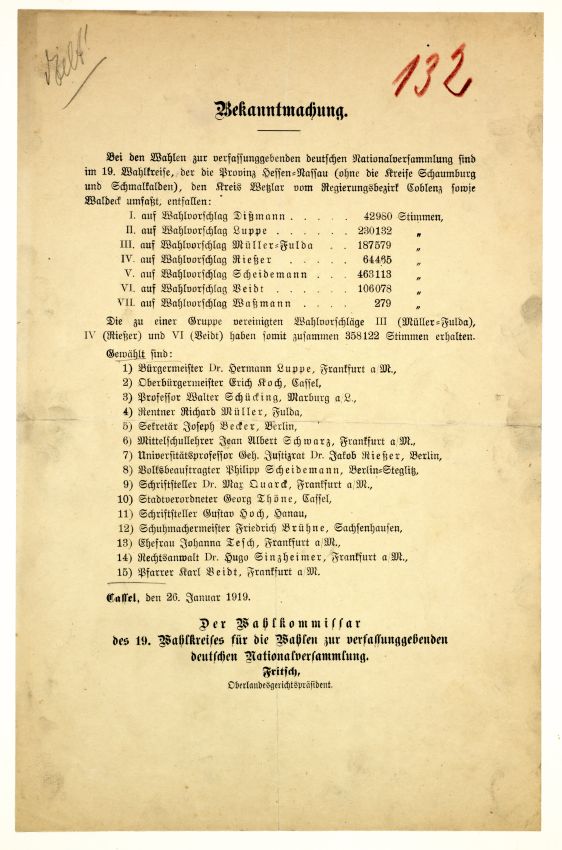 132
Bekanntmachung.
Bei den Wahlen zur verfassunggebenden deutschen Nationalversammlung sind
im 19. Wahlkreise, der die Provinz Hessen-Nassau (ohne die Kreise Schaumburg
und Schmalkalden), den Kreis Wetzlar vom Regierungsbezirk Coblenz sowie
Waldeck umfaßt, entfallen:
I. auf Wahlvorschlag Dißmann . . . . . 42980 Stimmen,
II. auf Wahlvorschlag Luppe . . . . . 230132 „
III. auf Wahlvorschlag Müller-Fulda . . 187579 „
IV. auf Wahlvorschlag Rießer . . . . 64465 „
V. auf Wahlvorschlag Scheidemann . . . 463113 „
VI. auf Wahlvorschlag Veidt . . . . . 106078 „
VII. auf Wahlvorschlag Waßmann . . . . 279 „
Die zu einer Gruppe vereinigten Wahlvorschläge III (Müller-Fulda),
IV (Rießer) und VI (Veidt) haben somit zusammen 358122 Stimmen erhalten.
Gewählt sind:
1) Bürgermeister Dr. Hermann Luppe, Frankfurt a/M.,
2) Oberbürgermeister Erich Koch, Cassel,
3) Professor Walter Schücking, Marburg a/L.,
4) Rentner Richard Müller, Fulda,
5) Sekretär Joseph Becker, Berlin,
6) Mittelschullehrer Jean Albert Schwarz, Frankfurt a/M.,
7) Universitätsprofessor Geh. Justizrat Dr. Jakob Rießer, Berlin,
8) Volksbeauftragter Philipp Scheidemann, Berlin-Steglitz,
9) Schriftsteller Dr. Max Quarck, Frankfurt a/M.,
10) Stadtverordneter Georg Thöne, Cassel,
11) Schriftsteller Gustav Hoch, Hanau,
12) Schuhmachermeister Friedrich Brühne, Sachsenhausen,
13) Ehefrau Johanna Tesch, Frankfurt a/M.,
14) Rechtsanwalt Dr. Hugo Sinzheimer, Frankfurt a/M.,
15) Pfarrer Karl Veidt, Frankfurt a/M.
Cassel, den 26. Januar 1919.
Der Wahlkommissar
des 19. Wahlkreises für die Wahlen zur verfassunggebenden
deutschen Nationalversammlung.
Fritsch,
Oberlandesgerichtspräsident.